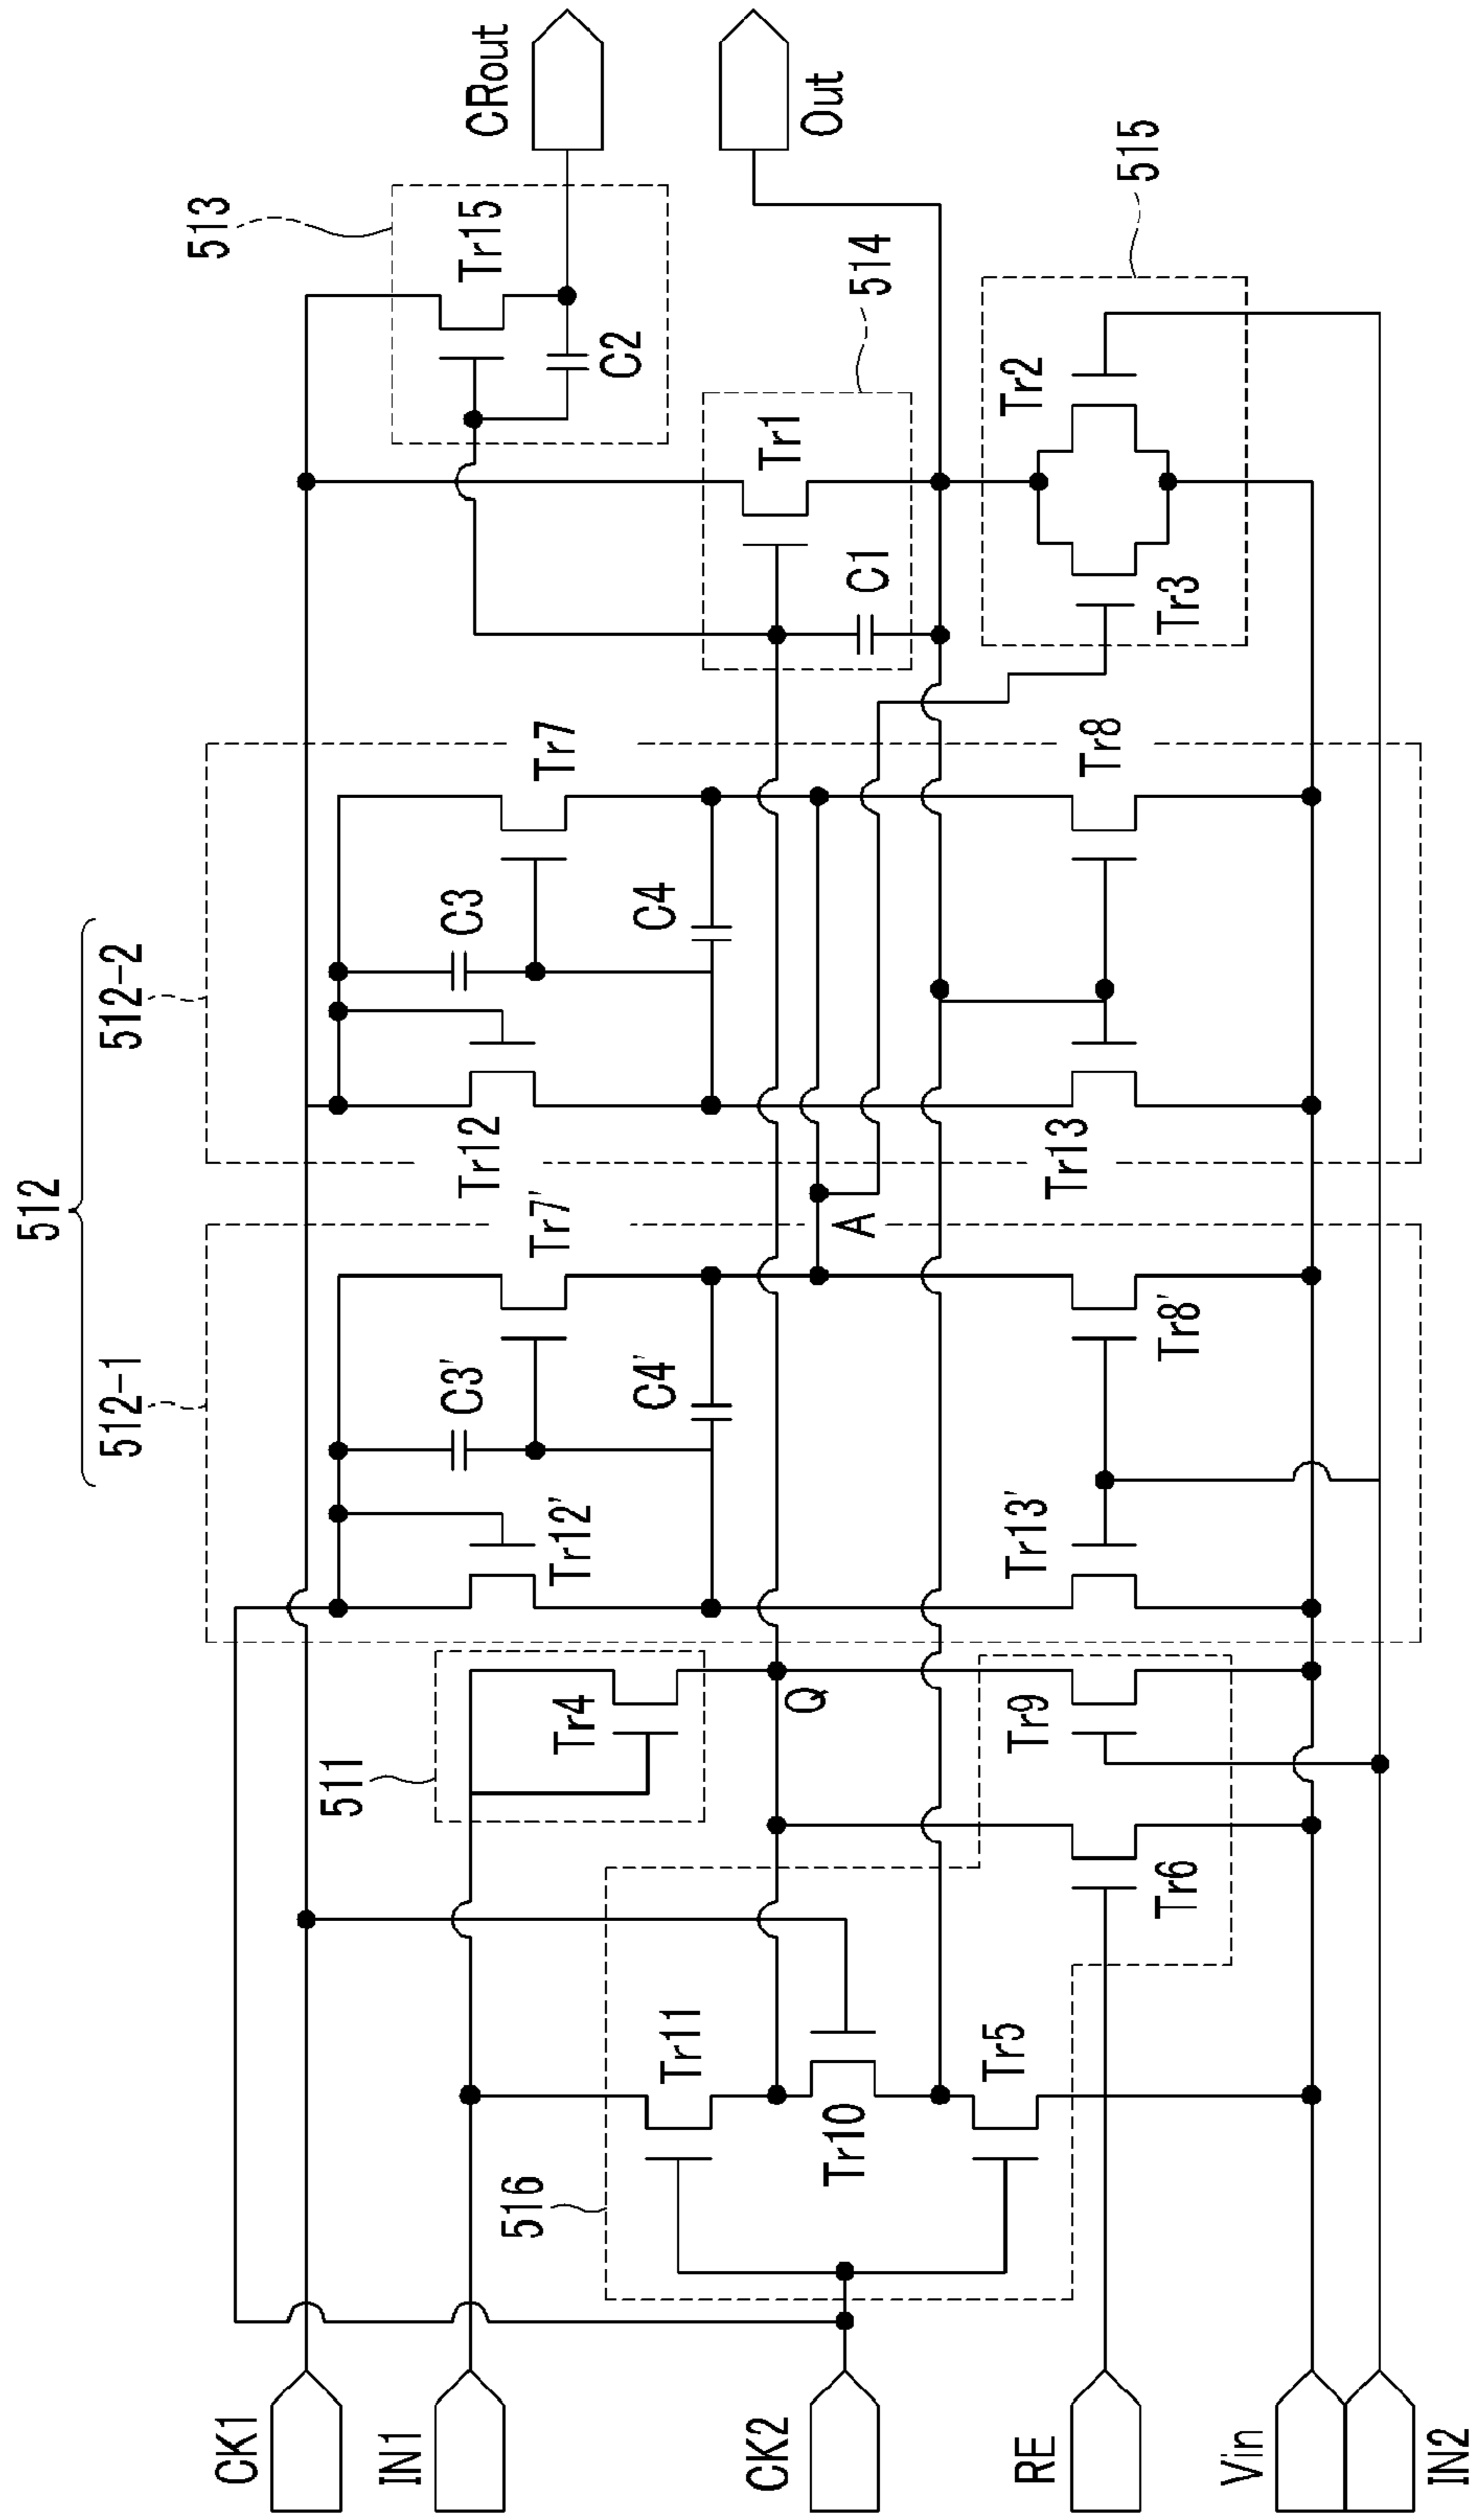 512
512-1
512-2
513
CK1
C3'
Tr12'
Tr7'
C3
Tr12
Tr7
Tr15
CRout
C2
511
IN1
Tr4
C4'
C4
516
Tr11
Q
A
Tr1
514
C1
Out
CK2
Tr10
Tr5
Tr9
Tr13'
Tr8'
Tr13
Tr8
Tr2
Tr3
515
RE
Tr6
Vin
IN2